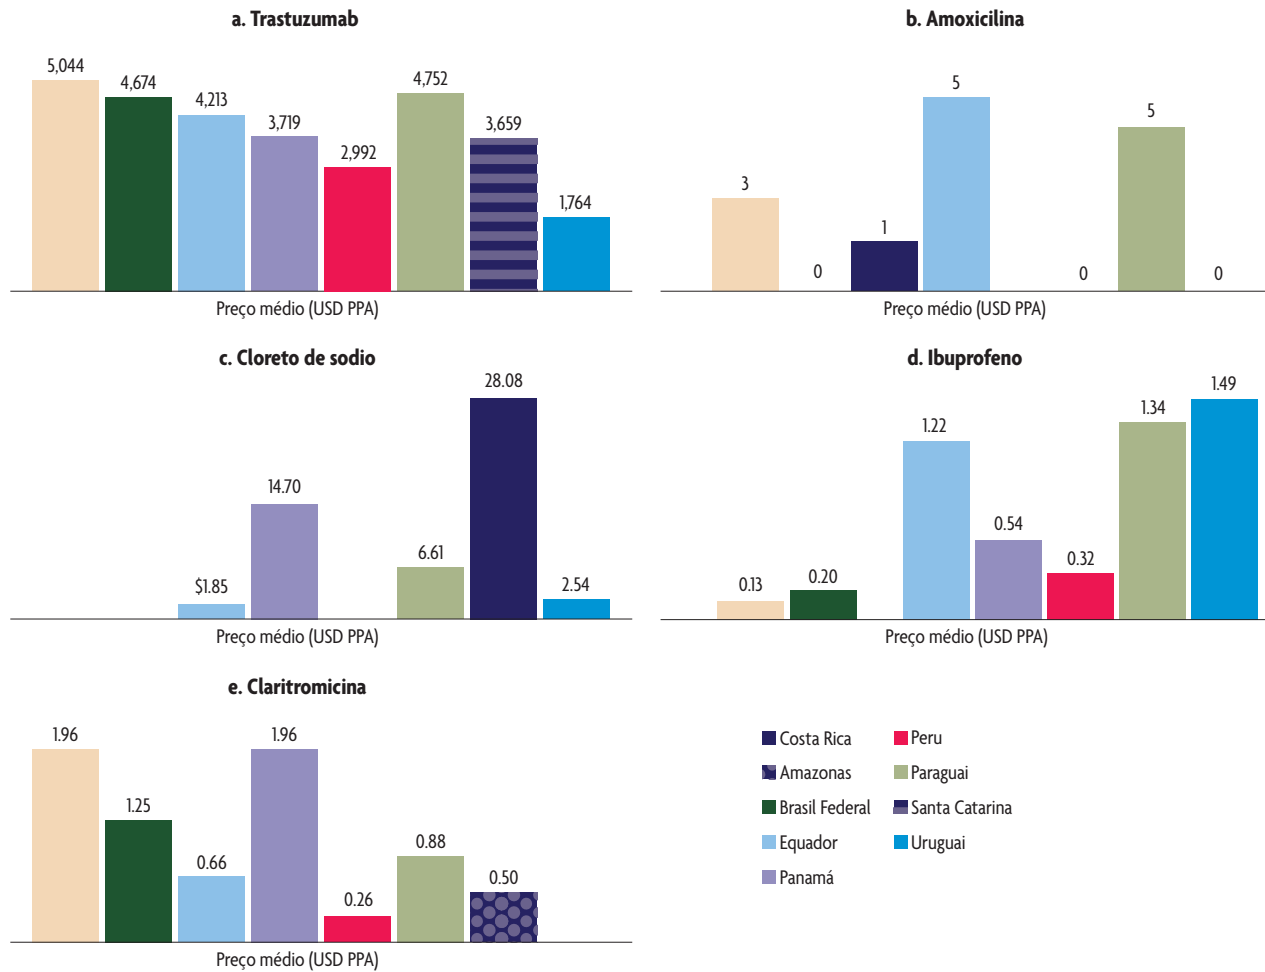 a. Trastuzumab
5,044
4,674
4,213
3,719
2,992
4,752
3,659
1,764
Preço médio (USD PPA)
b. Amoxicilina
3
0
1
5
0
5
0
Preço médio (USD PPA)
c. Cloreto de sodio
$1.85
14.70
6.61
28.08
2.54
Preço médio (USD PPA)
d. Ibuprofeno
0.13
0.20
1.22
0.54
0.32
1.34
1.49
Preço médio (USD PPA)
e. Claritromicina
1.96
1.25
0.66
1.96
0.26
0.88
0.50
Preço médio (USD PPA)
Costa Rica
Amazonas
Brasil Federal
Equador
Panamá
Peru
Paraguai
Santa Catarina
Uruguai